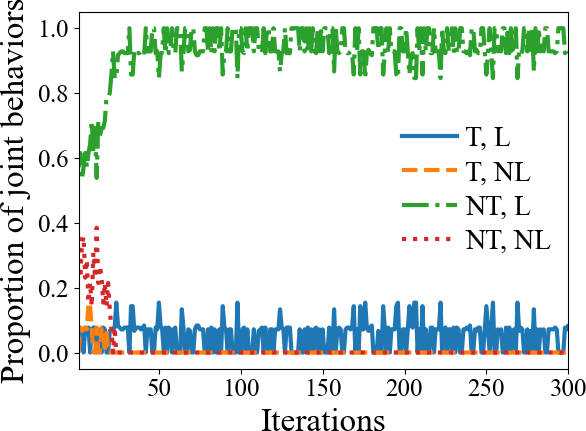 Proportion of joint behaviors
1.0
0.8
0.6
0.4
0.2
0.0
T, L
T, NL
NT, L
NT, NL
50
100
150
200
250
300
Iterations